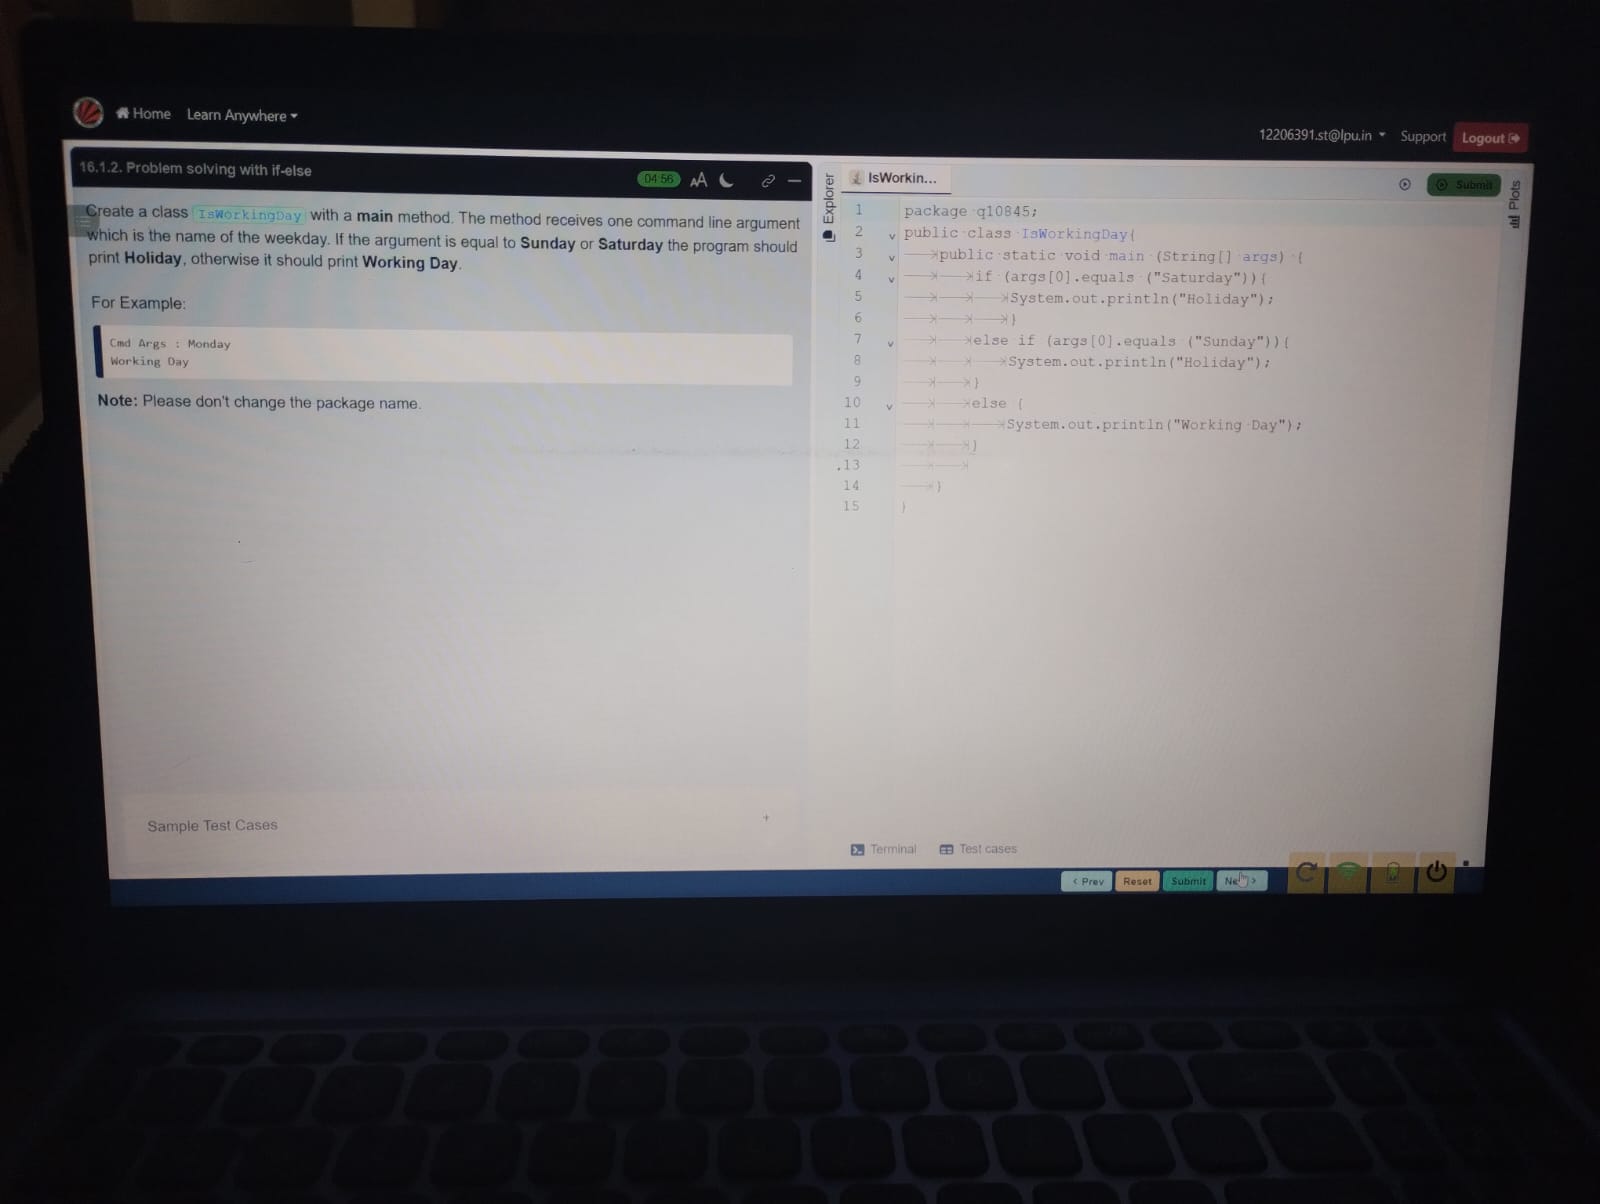 Home Learn Anywhere
12206391.st@lpu.in Support Logout
16.1.2. Problem solving with if-else
04:56 AA
Create a class IsWorkingDay with a main method. The method receives one command line argument
which is the name of the weekday. If the argument is equal to Sunday or Saturday the program should
print Holiday, otherwise it should print Working Day.
For Example:
Cmd Args : Monday
Working Day
Note: Please don't change the package name.
Sample Test Cases
+
Explorer
IsWorkin...
Submit
Plots
1 package q10845;
2 public class IsWorkingDay{
3 public static void main (String[] args) {
4 if (args[0].equals ("Saturday")){
5 System.out.println("Holiday");
6 }
7 else if (args[0].equals ("Sunday")){
8 System.out.println("Holiday");
9 }
10 else {
11 System.out.println("Working Day");
12 }
13
14 }
15 }
Terminal Test cases
< Prev Reset Submit